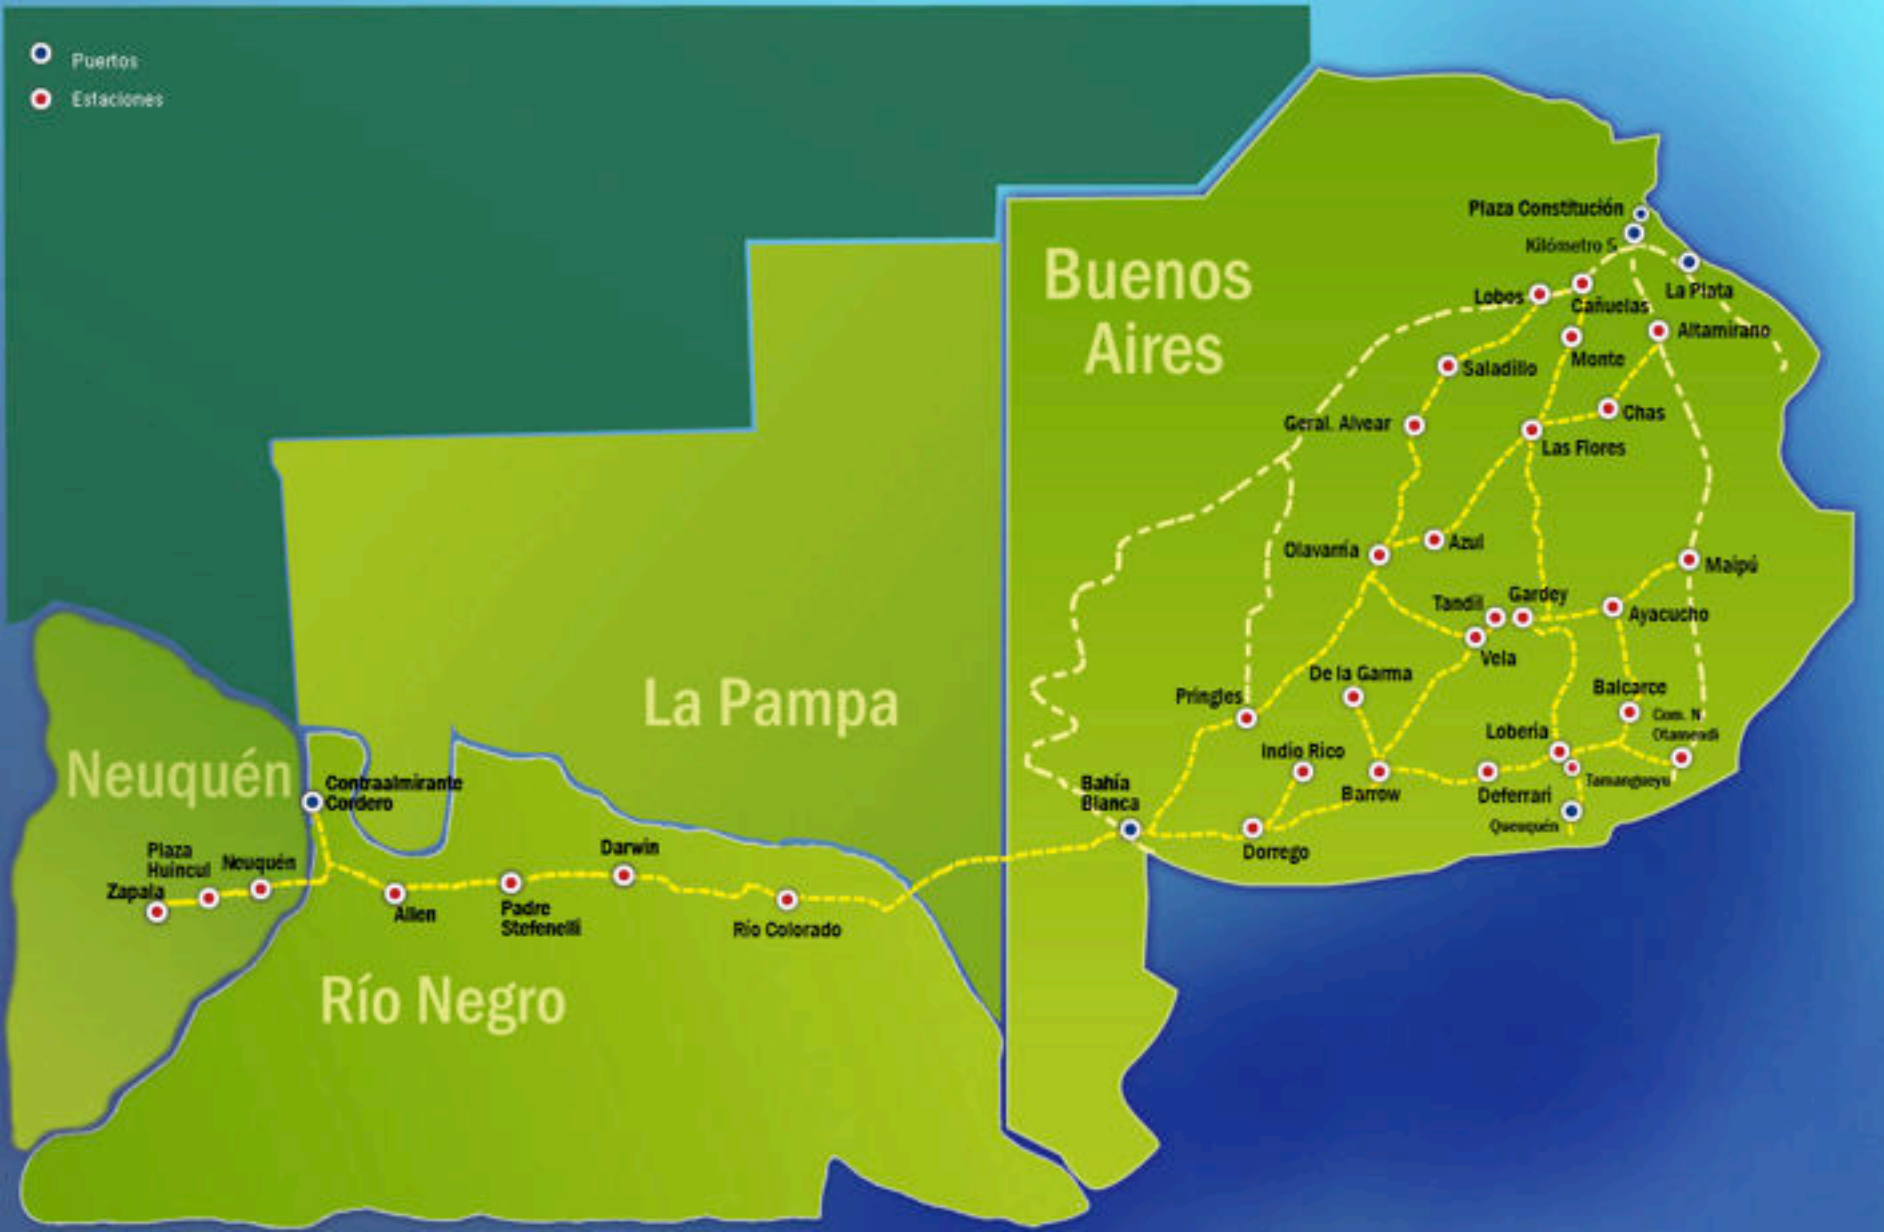 Puertos
Estaciones
Plaza Constitución
Kilómetro 5
Buenos
Aires
Lobos
Cañuelas
La Plata
Altamirano
Monte
Saladillo
Chas
Geral. Alvear
Las Flores
Olavarría
Azul
Maipú
Tandil
Gardey
Ayacucho
Vela
De la Garma
Pringles
Balcarce
Com. N.
Otamendi
La Pampa
Lobería
Indio Rico
Neuquén
Contraalmirante
Cordero
Bahía
Blanca
Barrow
Deferrari
Tamangueyu
Quequén
Dorrego
Plaza
Huincul
Neuquén
Zapala
Darwin
Allen
Padre
Stefenelli
Río Colorado
Río Negro